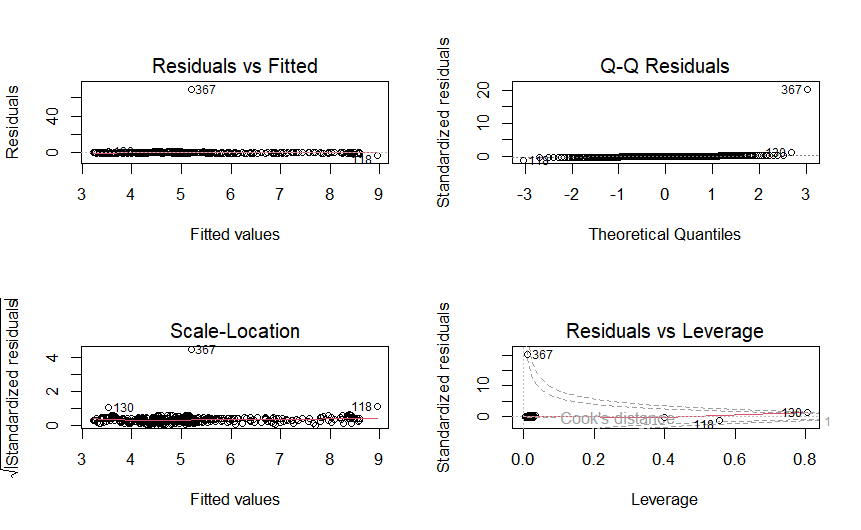 Residuals vs Fitted
Residuals
0 40
367
130
118
3 4 5 6 7 8 9
Fitted values
Q-Q Residuals
Standardized residuals
0 10 20
367
130
118
-3 -2 -1 0 1 2 3
Theoretical Quantiles
Scale-Location
√|Standardized residuals|
0 2 4
367
130
118
3 4 5 6 7 8 9
Fitted values
Residuals vs Leverage
Standardized residuals
0 10
367
Cook's distance
130
118
1
0.0 0.2 0.4 0.6 0.8
Leverage